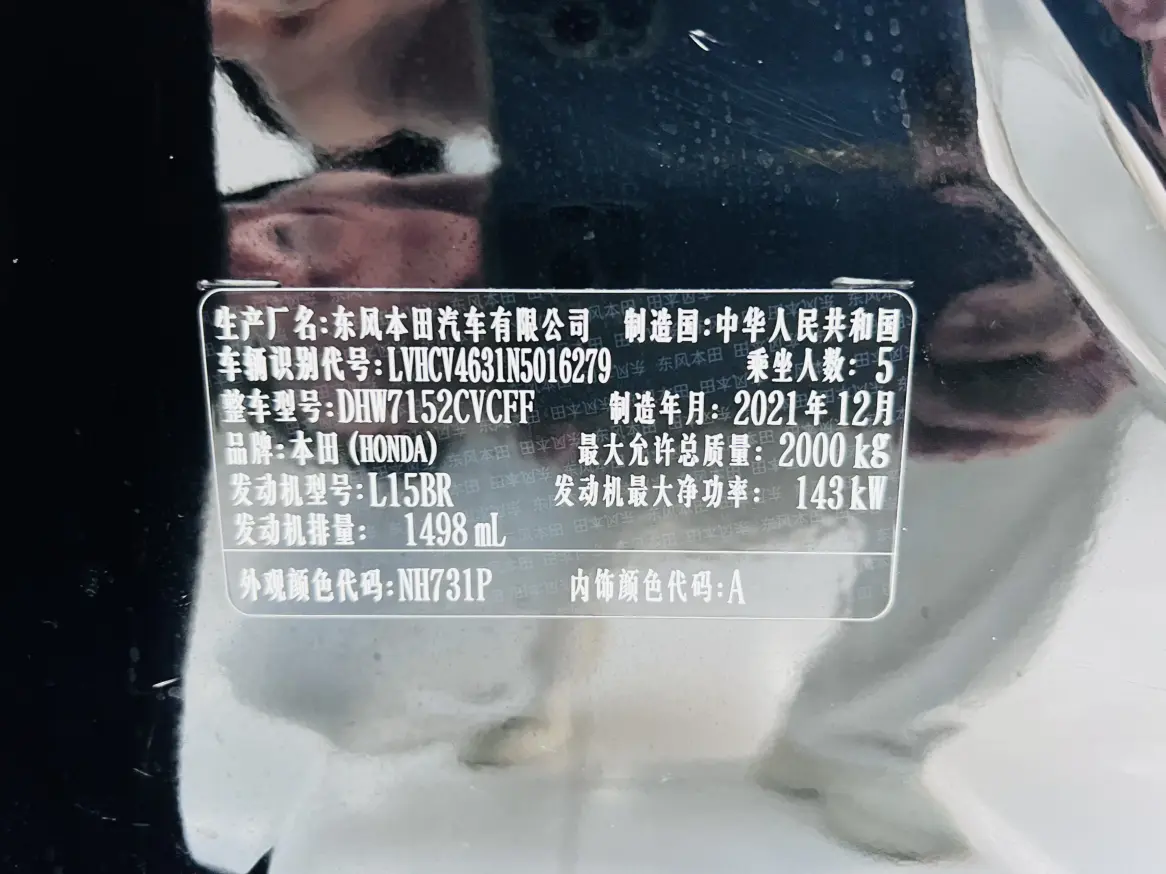 生产厂名:东风本田汽车有限公司 制造国:中华人民共和国
车辆识别代号:LVHCV4631N5016279 乘坐人数: 5
整车型号:DHW7152CVCFF 制造年月: 2021年12月
品牌:本田(HONDA) 最大允许总质量: 2000 kg
发动机型号:L15BR 发动机最大净功率: 143kW
发动机排量: 1498 mL
外观颜色代码:NH731P 内饰颜色代码:A